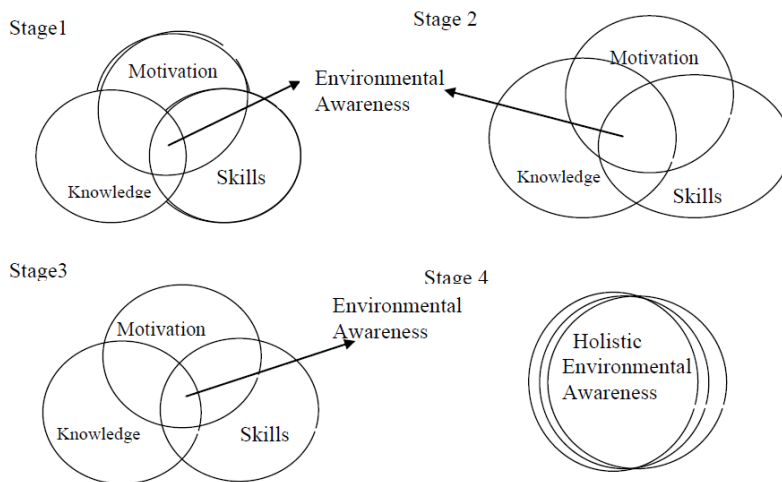 Stage1
Motivation
Knowledge
Skills
Environmental
Awareness
Stage 2
Motivation
Knowledge
Skills
Stage3
Motivation
Knowledge
Skills
Environmental
Awareness
Stage 4
Holistic
Environmental
Awareness